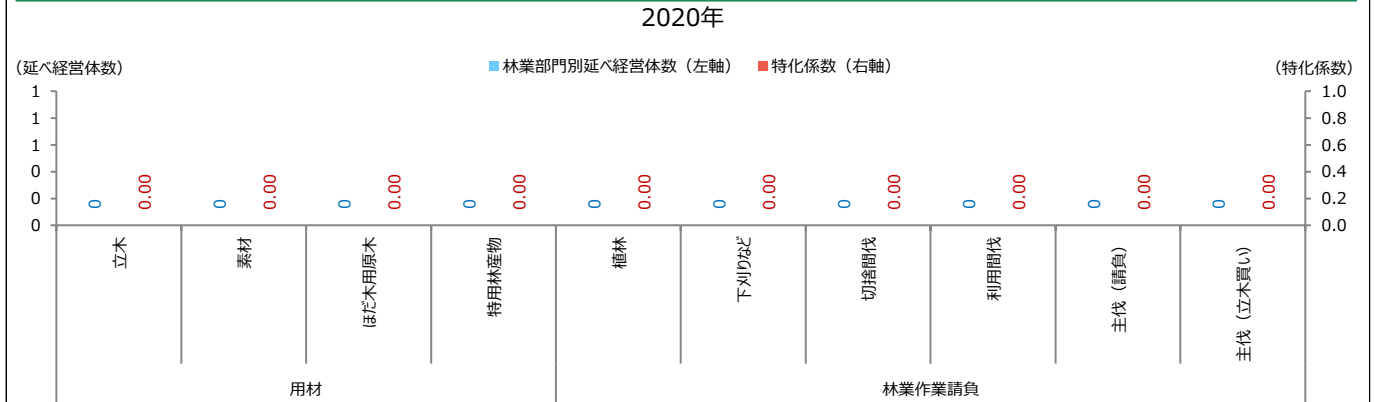 2020年
（延べ経営体数）
林業部門別延べ経営体数（左軸）
特化係数（右軸）
（特化係数）
1
1
1
0
0
0
1.0
0.8
0.6
0.4
0.2
0.0
0 0.00 0 0.00 0 0.00 0 0.00 0 0.00 0 0.00 0 0.00 0 0.00 0 0.00 0 0.00
立木
素材
ほだ木用原木
特用林産物
植林
下刈りなど
切捨間伐
利用間伐
主伐（請負）
主伐（立木買い）
用材
林業作業請負